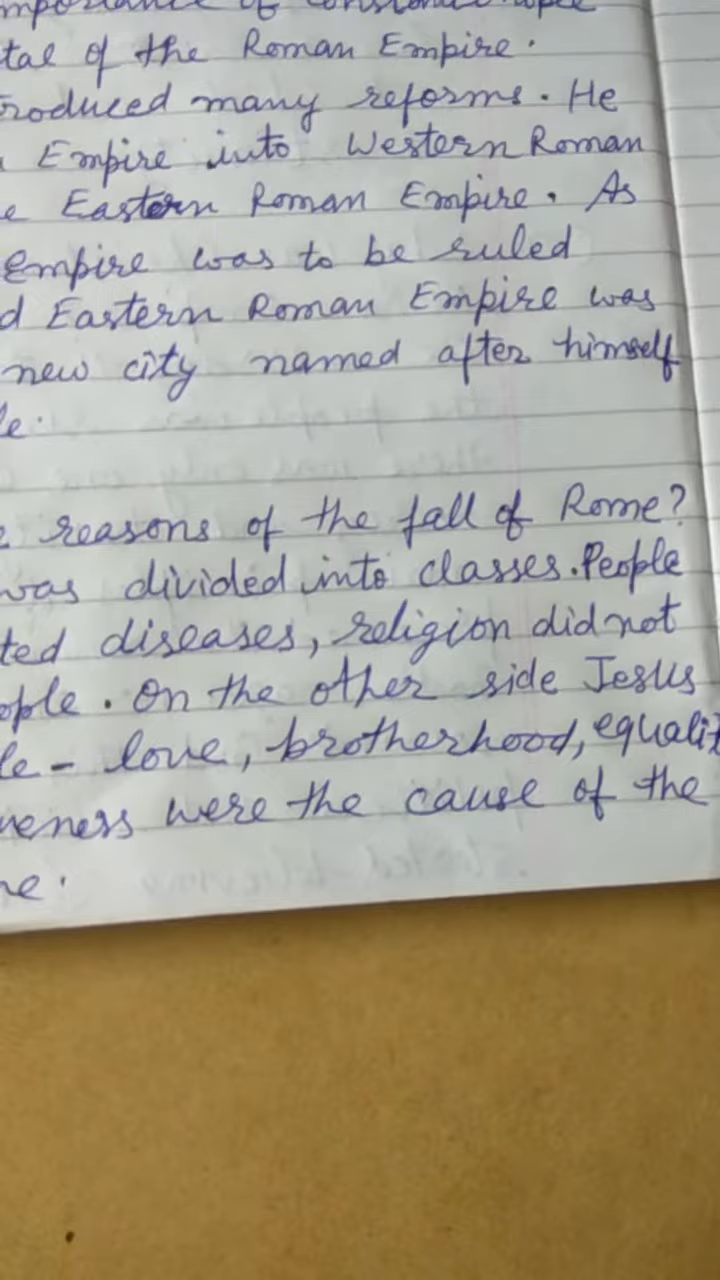 of
tal of the Roman Empire.
roduced many reforms. He
Empire into Western Roman
e Eastern Roman Empire. As
empire was to be ruled
d Eastern Roman Empire was
new city named after himself
le.
reasons of the fall of Rome?
was divided into classes. People
ted diseases, religion did not
ople. On the other side Jesus
le - love, brotherhood, equalit
veness were the cause of the
ne.